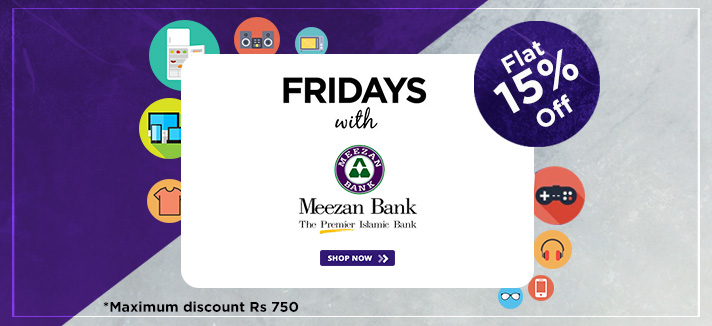 FRIDAYS
with
MEEZAN
BANK
Meezan Bank
The Premier Islamic Bank
SHOP NOW
Flat
15%
Off
*Maximum discount Rs 750